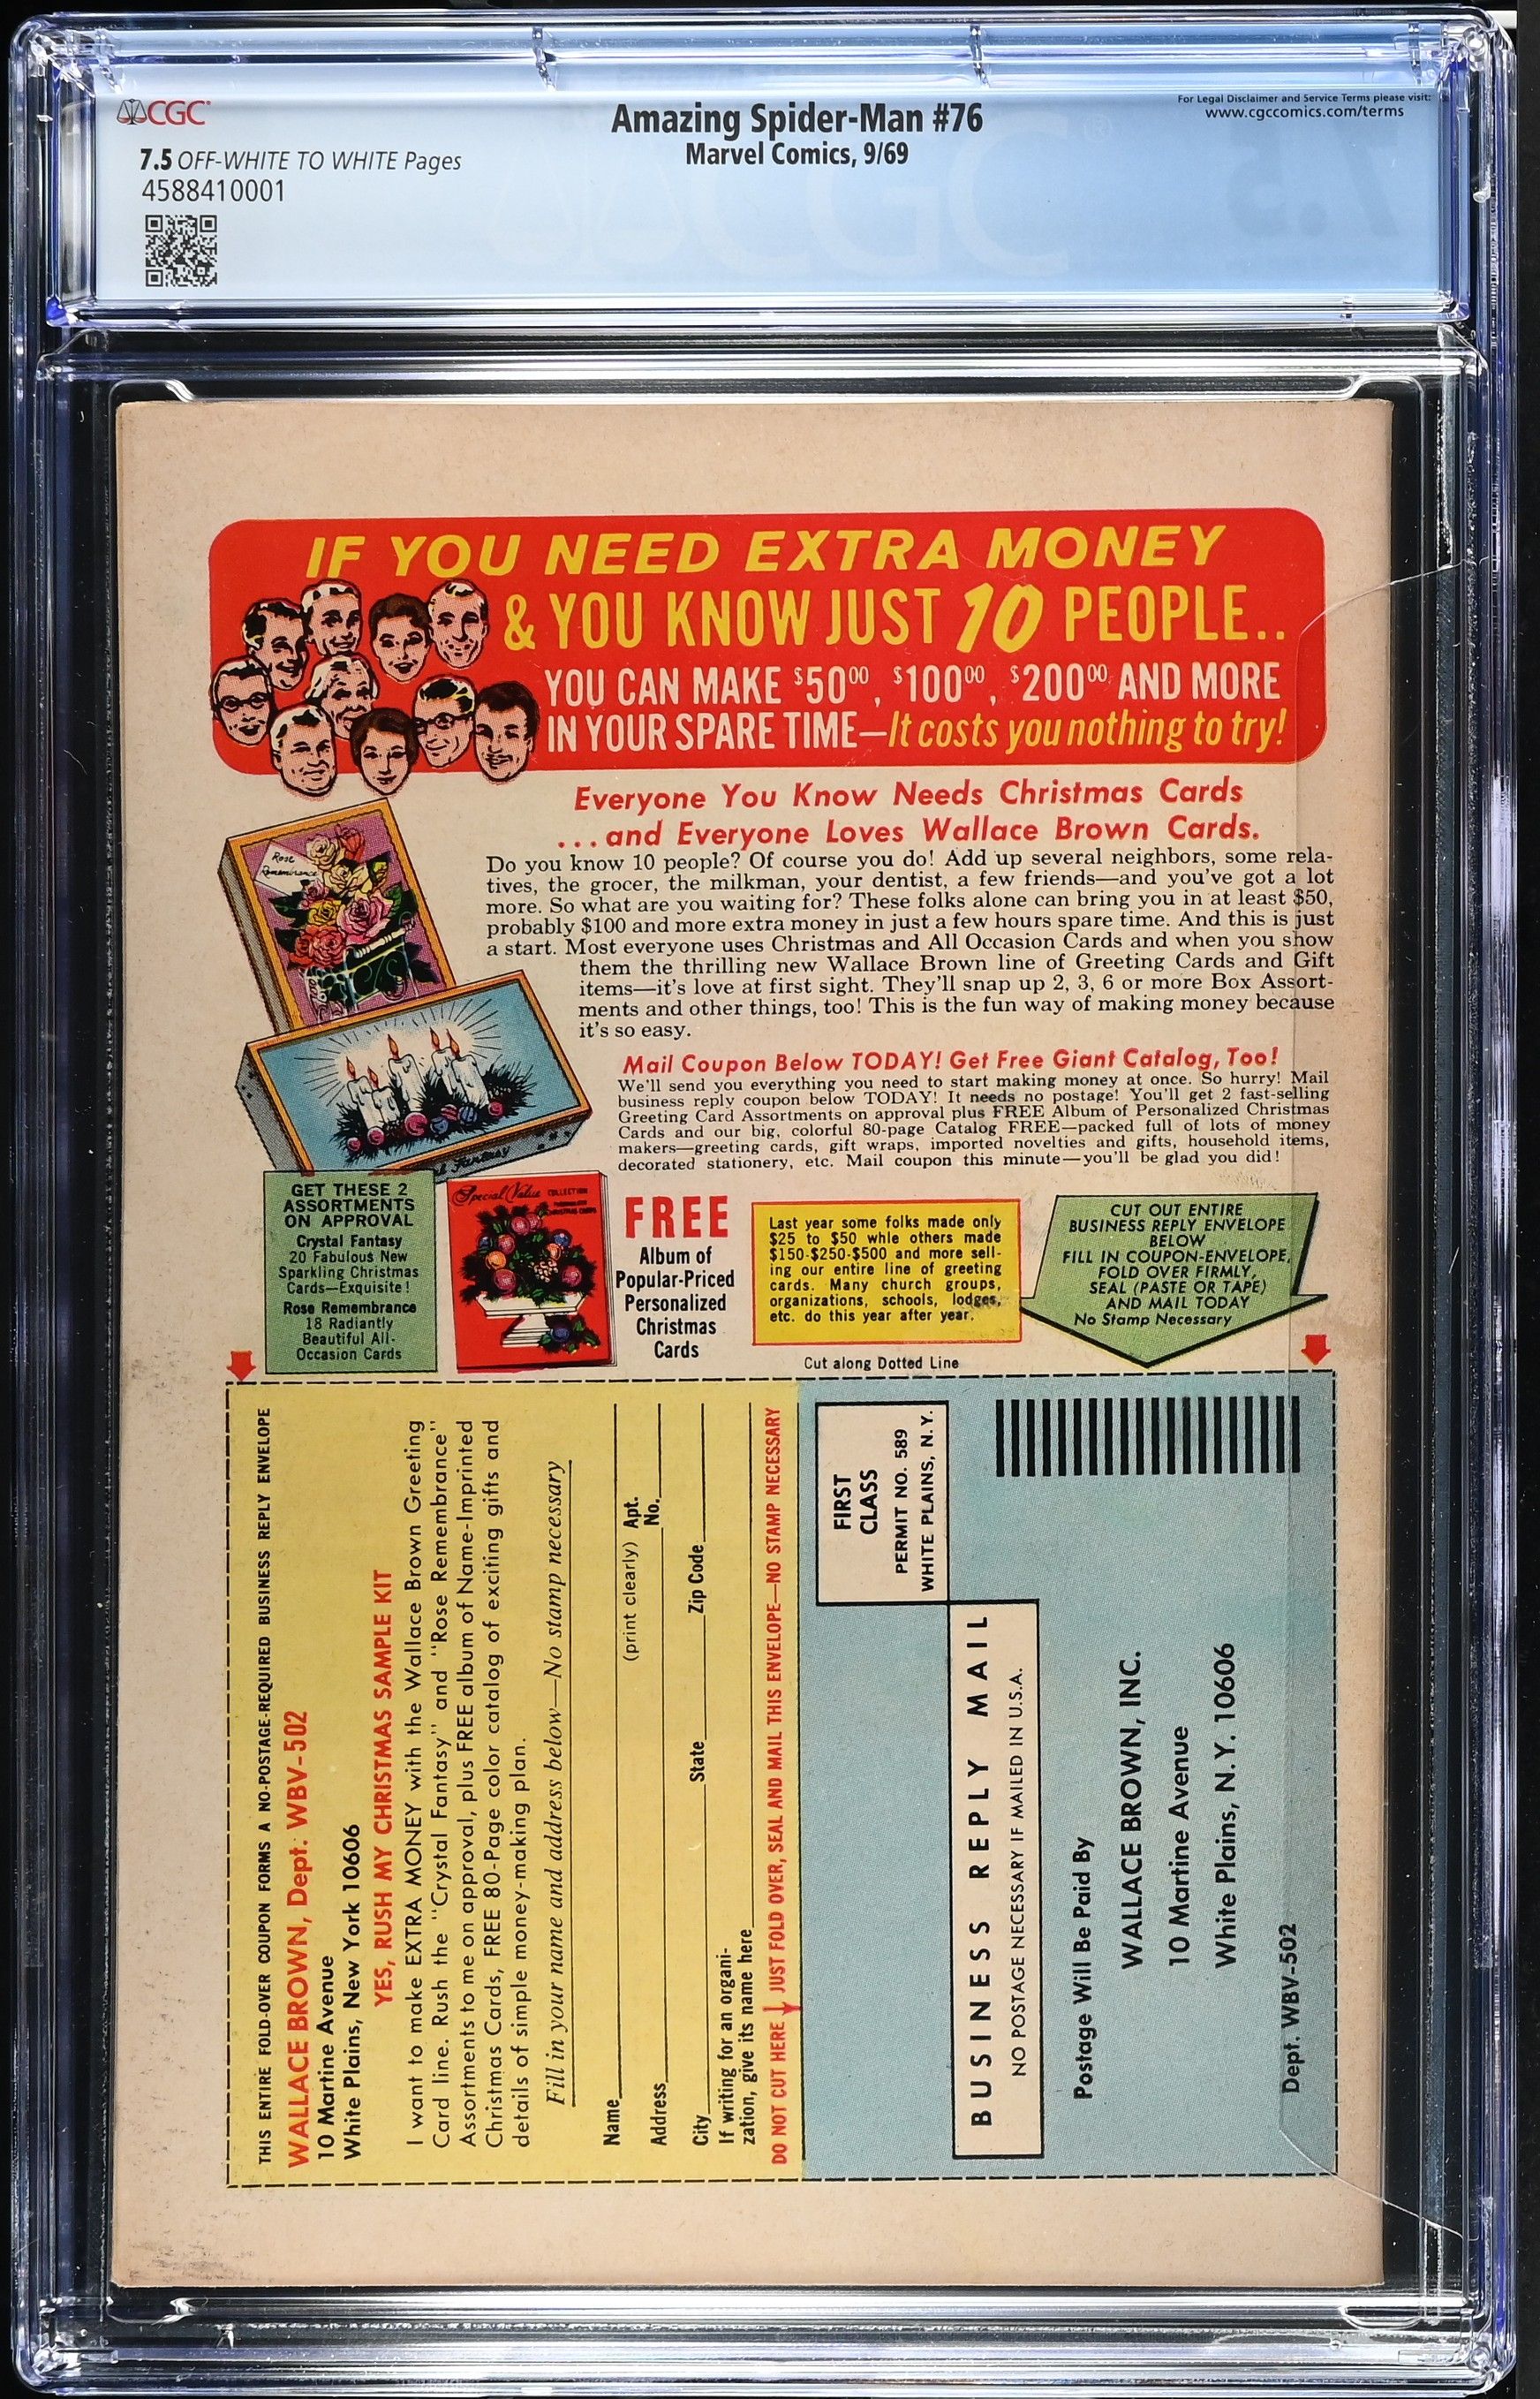 CGC
Amazing Spider-Man #76
For Legal Disclaimer and Service Terms please visit:
www.cgccomics.com/terms
7.5 OFF-WHITE TO WHITE Pages
Marvel Comics, 9/69
4588410001
IF YOU NEED EXTRA MONEY
& YOU KNOW JUST 10 PEOPLE..
YOU CAN MAKE $50⁰⁰, $100⁰⁰, $200⁰⁰ AND MORE
IN YOUR SPARE TIME—It costs you nothing to try!
Everyone You Know Needs Christmas Cards
...and Everyone Loves Wallace Brown Cards.
Rose
Remembrance
Do you know 10 people? Of course you do! Add up several neighbors, some rela-
tives, the grocer, the milkman, your dentist, a few friends—and you've got a lot
more. So what are you waiting for? These folks alone can bring you in at least $50,
probably $100 and more extra money in just a few hours spare time. And this is just
a start. Most everyone uses Christmas and All Occasion Cards and when you show
them the thrilling new Wallace Brown line of Greeting Cards and Gift
items—it's love at first sight. They'll snap up 2, 3, 6 or more Box Assort-
ments and other things, too! This is the fun way of making money because
it's so easy.
Mail Coupon Below TODAY! Get Free Giant Catalog, Too!
We'll send you everything you need to start making money at once. So hurry! Mail
business reply coupon below TODAY! It needs no postage! You'll get 2 fast-selling
Greeting Card Assortments on approval plus FREE Album of Personalized Christmas
Cards and our big, colorful 80-page Catalog FREE—packed full of lots of money
makers—greeting cards, gift wraps, imported novelties and gifts, household items,
decorated stationery, etc. Mail coupon this minute—you'll be glad you did!
Fantasy
GET THESE 2
ASSORTMENTS
ON APPROVAL
Crystal Fantasy
20 Fabulous New
Sparkling Christmas
Cards—Exquisite!
Rose Remembrance
18 Radiantly
Beautiful All-
Occasion Cards
Special Value COLLECTION
PERSONALIZED
CHRISTMAS CARDS
FREE
Album of
Popular-Priced
Personalized
Christmas
Cards
Last year some folks made only
$25 to $50 whle others made
$150-$250-$500 and more sell-
ing our entire line of greeting
cards. Many church groups,
organizations, schools, lodges,
etc. do this year after year.
CUT OUT ENTIRE
BUSINESS REPLY ENVELOPE
BELOW
FILL IN COUPON-ENVELOPE,
FOLD OVER FIRMLY,
SEAL (PASTE OR TAPE)
AND MAIL TODAY
No Stamp Necessary
Cut along Dotted Line
THIS ENTIRE FOLD-OVER COUPON FORMS A NO-POSTAGE-REQUIRED BUSINESS REPLY ENVELOPE
WALLACE BROWN, Dept. WBV-502
10 Martine Avenue
White Plains, New York 10606
YES, RUSH MY CHRISTMAS SAMPLE KIT
I want to make EXTRA MONEY with the Wallace Brown Greeting
Card line. Rush the "Crystal Fantasy" and "Rose Remembrance"
Assortments to me on approval, plus FREE album of Name-Imprinted
Christmas Cards, FREE 80-Page color catalog of exciting gifts and
details of simple money-making plan.
Fill in your name and address below—No stamp necessary
Name
(print clearly)
Address Apt. No.
City State Zip Code
If writing for an organi-
zation, give its name here
DO NOT CUT HERE JUST FOLD OVER, SEAL AND MAIL THIS ENVELOPE—NO STAMP NECESSARY
FIRST
CLASS
PERMIT NO. 589
WHITE PLAINS, N.Y.
BUSINESS REPLY MAIL
NO POSTAGE NECESSARY IF MAILED IN U.S.A.
Postage Will Be Paid By
WALLACE BROWN, INC.
10 Martine Avenue
White Plains, N.Y. 10606
Dept. WBV-502